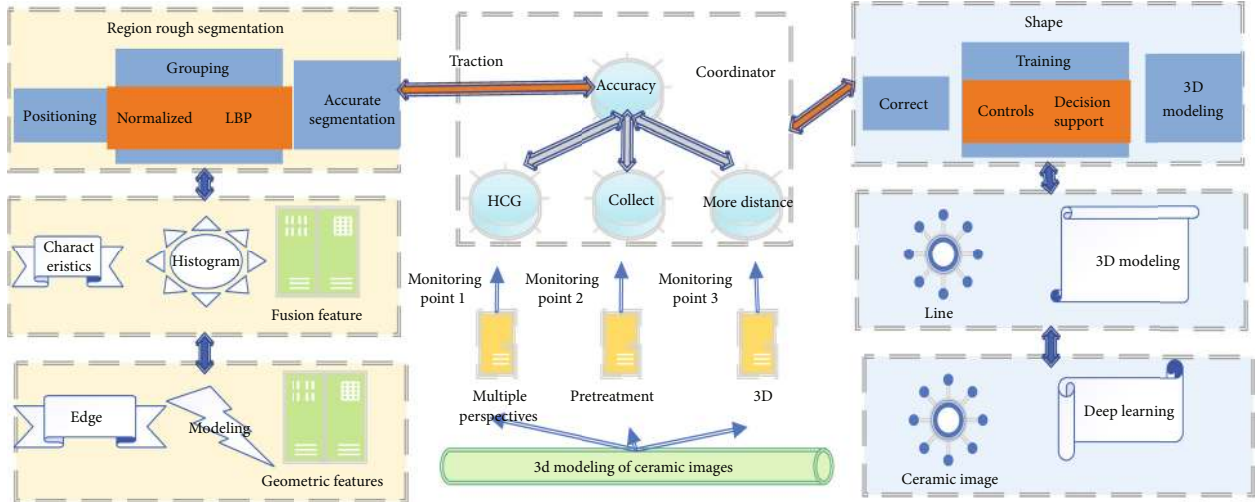 Region rough segmentation
Grouping
Positioning
Normalized
LBP
Accurate
segmentation
Charact
eristics
Histogram
Fusion feature
Edge
Modeling
Geometric features
Traction
Accuracy
Coordinator
HCG
Collect
More distance
Monitoring
point 1
Monitoring
point 2
Monitoring
point 3
Multiple
perspectives
Pretreatment
3D
3d modeling of ceramic images
Shape
Training
Correct
Controls
Decision
support
3D
modeling
Line
3D modeling
Ceramic image
Deep learning